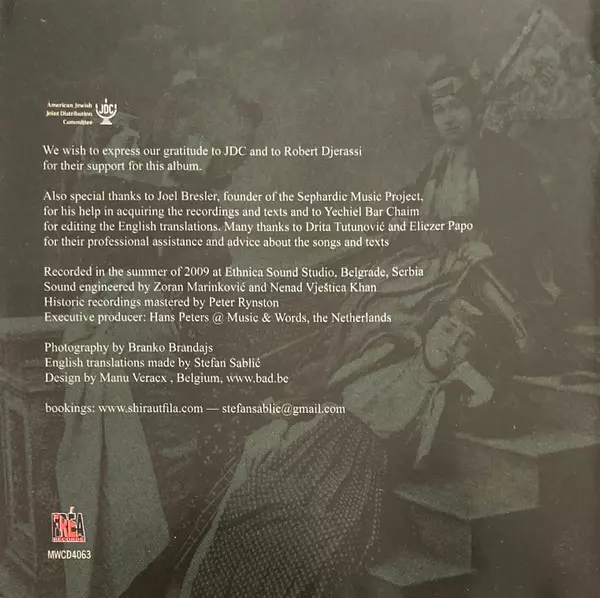 American Jewish
Joint Distribution
Committee
JDC
We wish to express our gratitude to JDC and to Robert Djerassi
for their support for this album.
Also special thanks to Joel Bresler, founder of the Sephardic Music Project,
for his help in acquiring the recordings and texts and to Yechiel Bar Chaim
for editing the English translations. Many thanks to Drita Tutunović and Eliezer Papo
for their professional assistance and advice about the songs and texts
Recorded in the summer of 2009 at Ethnica Sound Studio, Belgrade, Serbia
Sound engineered by Zoran Marinković and Nenad Vještica Khan
Historic recordings mastered by Peter Rynston
Executive producer: Hans Peters @ Music & Words, the Netherlands
Photography by Branko Brandajs
English translations made by Stefan Sablić
Design by Manu Veracx , Belgium, www.bad.be
bookings: www.shirautfila.com — stefansablic@gmail.com
FRÉA
RECORDS
MWCD4063